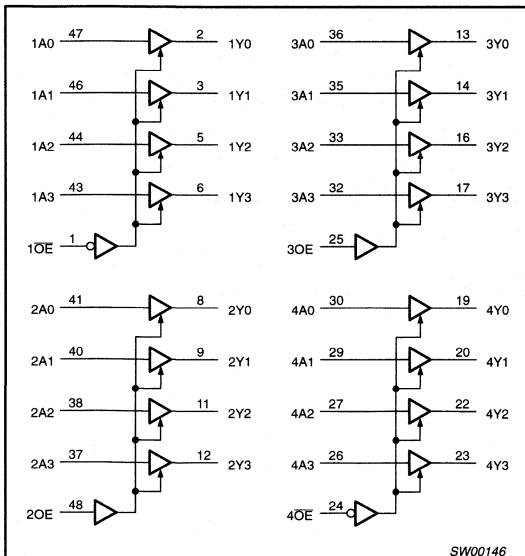 1A0 47 2 1Y0
1A1 46 3 1Y1
1A2 44 5 1Y2
1A3 43 6 1Y3
1O̅E̅ 1
3A0 36 13 3Y0
3A1 35 14 3Y1
3A2 33 16 3Y2
3A3 32 17 3Y3
3OE 25
2A0 41 8 2Y0
2A1 40 9 2Y1
2A2 38 11 2Y2
2A3 37 12 2Y3
2OE 48
4A0 30 19 4Y0
4A1 29 20 4Y1
4A2 27 22 4Y2
4A3 26 23 4Y3
4O̅E̅ 24
SW00146